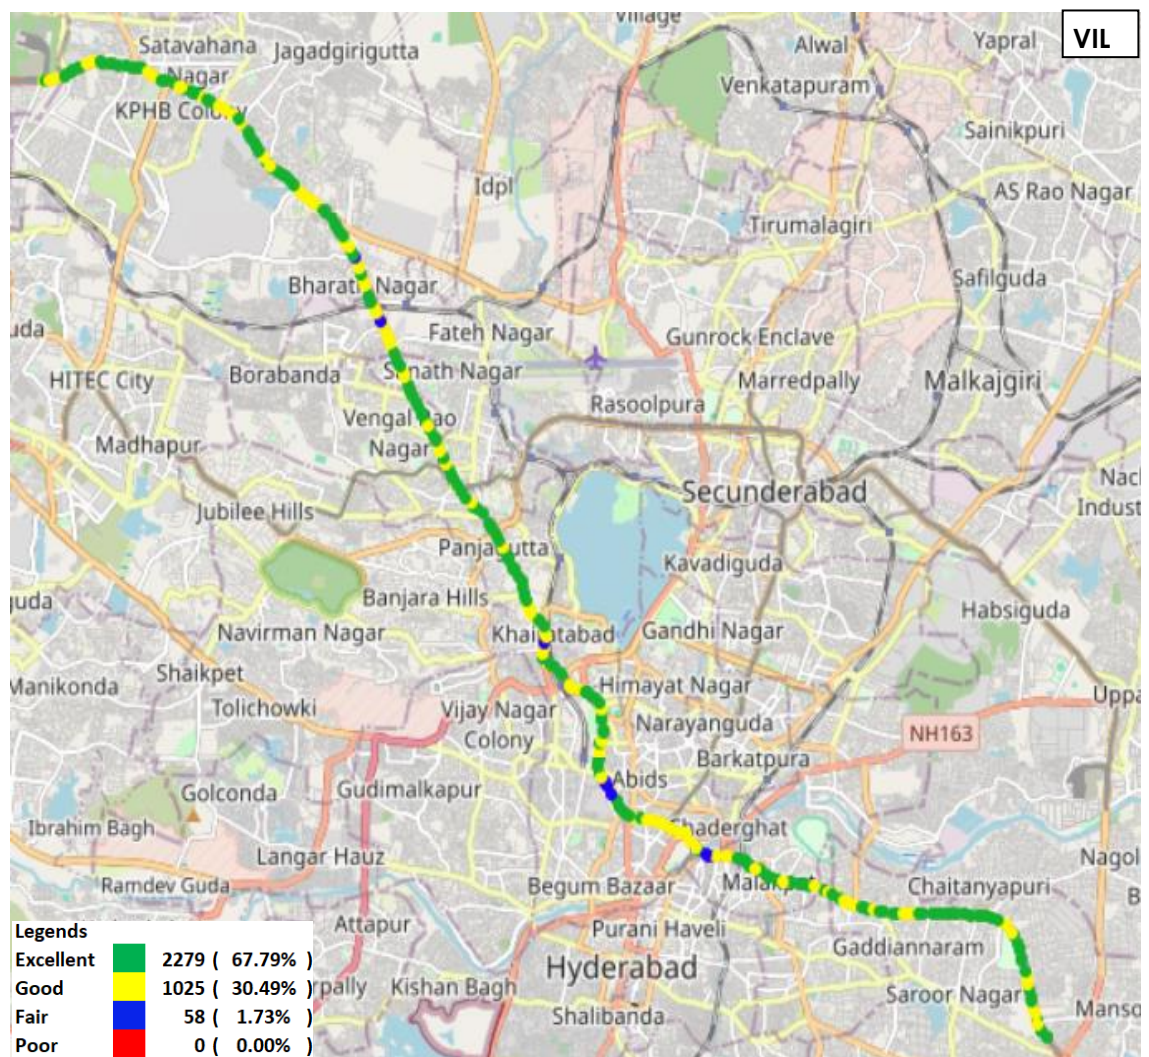 Village
VIL
Satavahana
Nagar
Jagadgirigutta
Alwal
Yapral
Venkatapuram
KPHB Colony
Sainikpuri
Idpl
AS Rao Nagar
Tirumalagiri
Safilguda
Bharat Nagar
Fateh Nagar
Gunrock Enclave
uda
HITEC City
Borabanda
Sanath Nagar
Marredpally
Malkajgiri
Rasoolpura
Vengal Rao
Nagar
Madhapur
Secunderabad
Nacl
Indust
Jubilee Hills
Panjagutta
Kavadiguda
guda
Banjara Hills
Habsiguda
Navirman Nagar
Khairatabad
Gandhi Nagar
Shaikpet
Manikonda
Himayat Nagar
Uppa
Tolichowki
Vijay Nagar
Colony
Narayanguda
NH163
Barkatpura
Golconda
Gudimalkapur
Abids
Ibrahim Bagh
Chaderghat
Langar Hauz
Nagol
Ramdev Guda
Begum Bazaar
Malakpet
Chaitanyapuri
B
Attapur
Purani Haveli
Gaddiannaram
Hyderabad
rpally
Kishan Bagh
Saroor Nagar
Manso
Shalibanda
Legends
Excellent 2279 ( 67.79% )
Good 1025 ( 30.49% )
Fair 58 ( 1.73% )
Poor 0 ( 0.00% )